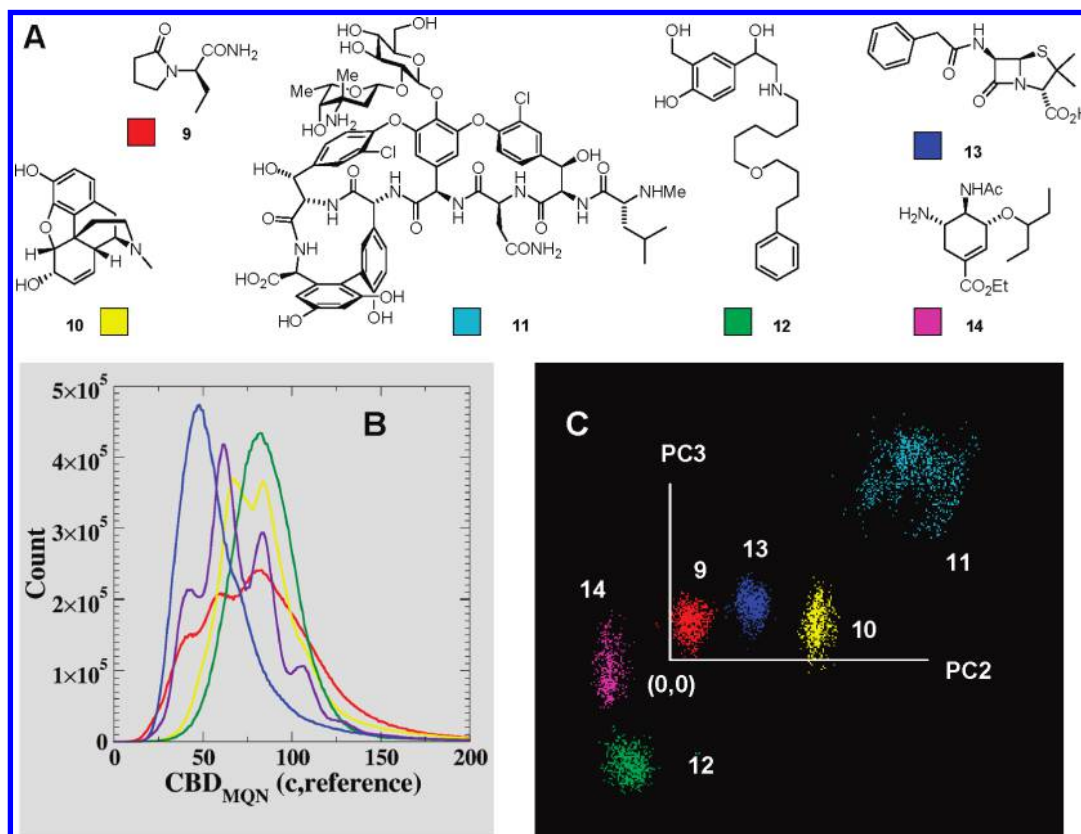 A
O
O
CONH2
N
9
HO
O
H
H
N
HO
10
HO
OH
HO
O
HO
O
Me
Me
O
O
O
HO
NH2
O
O
Cl
Cl
HO
OH
O
H
N
O
H
N
O
N
H
O
N
H
O
N
H
O
N
H
NHMe
NH
CONH2
HO2C
HO
OH
OH
11
OH
HO
HO
HN
O
12
H
N
O
S
N
O
CO2H
13
NHAc
H2N
O
CO2Et
14
B
5×10^5
4×10^5
3×10^5
2×10^5
1×10^5
0
Count
0 50 100 150 200
CBDMQN (c,reference)
C
PC3
11
13
9
14
10
(0,0)
PC2
12